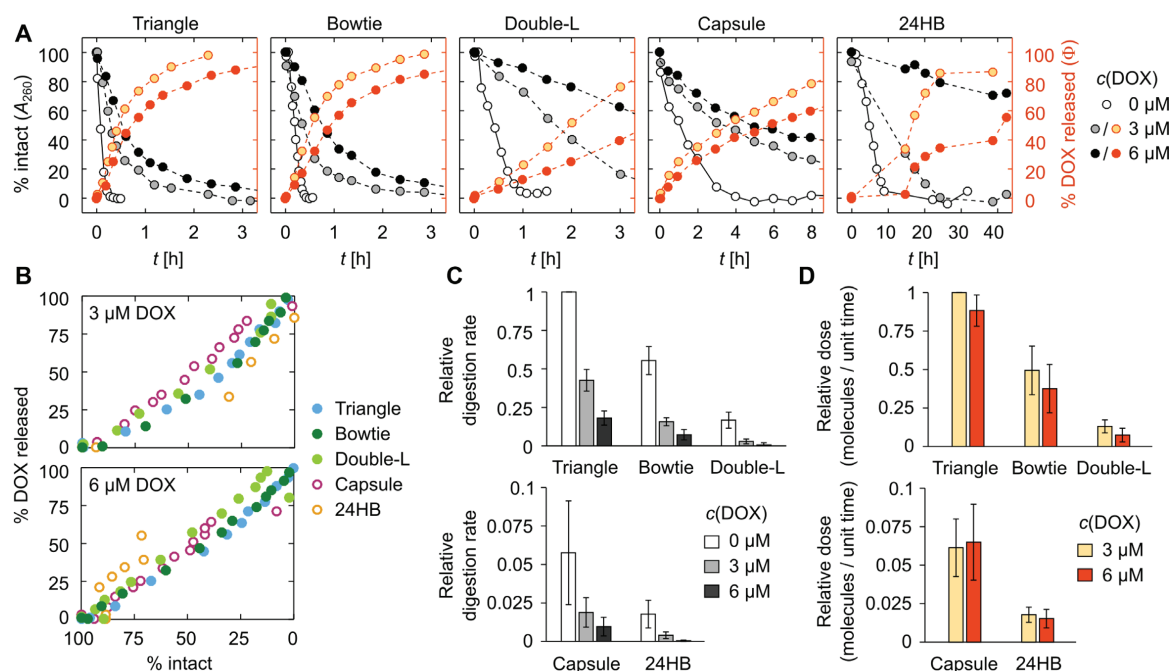 A
Triangle
Bowtie
Double-L
Capsule
24HB
% intact (A260)
100
80
60
40
20
0
0 1 2 3
0 1 2 3
0 1 2 3
0 2 4 6 8
0 10 20 30 40
t [h]
t [h]
t [h]
t [h]
t [h]
100
80
60
40
20
0
% DOX released (Φ)
c(DOX)
0 µM
/ 3 µM
/ 6 µM
B
3 µM DOX
100
75
50
25
0
6 µM DOX
100
75
50
25
0
100 75 50 25 0
% DOX released
% intact
Triangle
Bowtie
Double-L
Capsule
24HB
C
Relative
digestion rate
1
0.75
0.5
0.25
0
Triangle Bowtie Double-L
Relative
digestion rate
0.1
0.075
0.05
0.025
0
Capsule 24HB
c(DOX)
0 µM
3 µM
6 µM
D
Relative dose
(molecules / unit time)
1
0.75
0.5
0.25
0
Triangle Bowtie Double-L
Relative dose
(molecules / unit time)
0.1
0.075
0.05
0.025
0
Capsule 24HB
c(DOX)
3 µM
6 µM